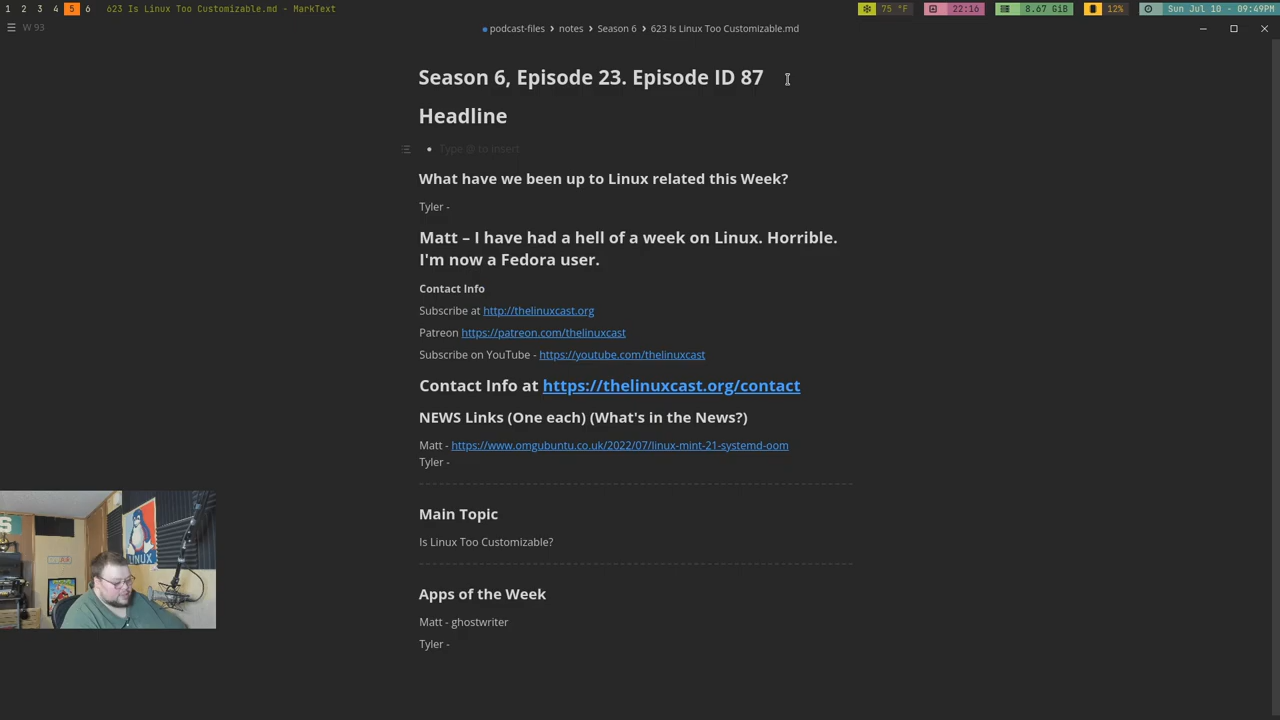 1 2 3 4 5 6 623 Is Linux Too Customizable.md - MarkText 75 °F 22:16 8.67 GiB 12% Sun Jul 10 - 09:49PM
W 93 podcast-files > notes > Season 6 > 623 Is Linux Too Customizable.md
Season 6, Episode 23. Episode ID 87
Headline
Type @ to insert
What have we been up to Linux related this Week?
Tyler -
Matt – I have had a hell of a week on Linux. Horrible.
I'm now a Fedora user.
Contact Info
Subscribe at http://thelinuxcast.org
Patreon https://patreon.com/thelinuxcast
Subscribe on YouTube - https://youtube.com/thelinuxcast
Contact Info at https://thelinuxcast.org/contact
NEWS Links (One each) (What's in the News?)
Matt - https://www.omgubuntu.co.uk/2022/07/linux-mint-21-systemd-oom
Tyler -
Main Topic
Is Linux Too Customizable?
Apps of the Week
Matt - ghostwriter
Tyler -
S
LINUX